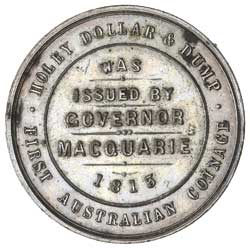 · HOLEY DOLLAR & DUMP ·
FIRST AUSTRALIAN COINAGE
WAS
ISSUED BY
GOVERNOR
MACQUARIE
1813